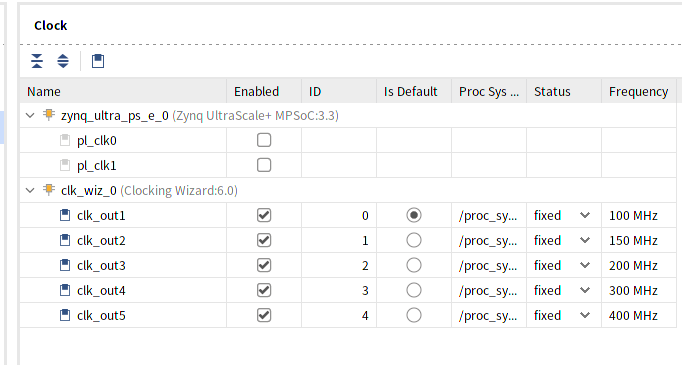 Clock
Name Enabled ID Is Default Proc Sys ... Status Frequency
zynq_ultra_ps_e_0 (Zynq UltraScale+ MPSoC:3.3)
pl_clk0
pl_clk1
clk_wiz_0 (Clocking Wizard:6.0)
clk_out1 0 /proc_sy... fixed 100 MHz
clk_out2 1 /proc_sy... fixed 150 MHz
clk_out3 2 /proc_sy... fixed 200 MHz
clk_out4 3 /proc_sy... fixed 300 MHz
clk_out5 4 /proc_sy... fixed 400 MHz